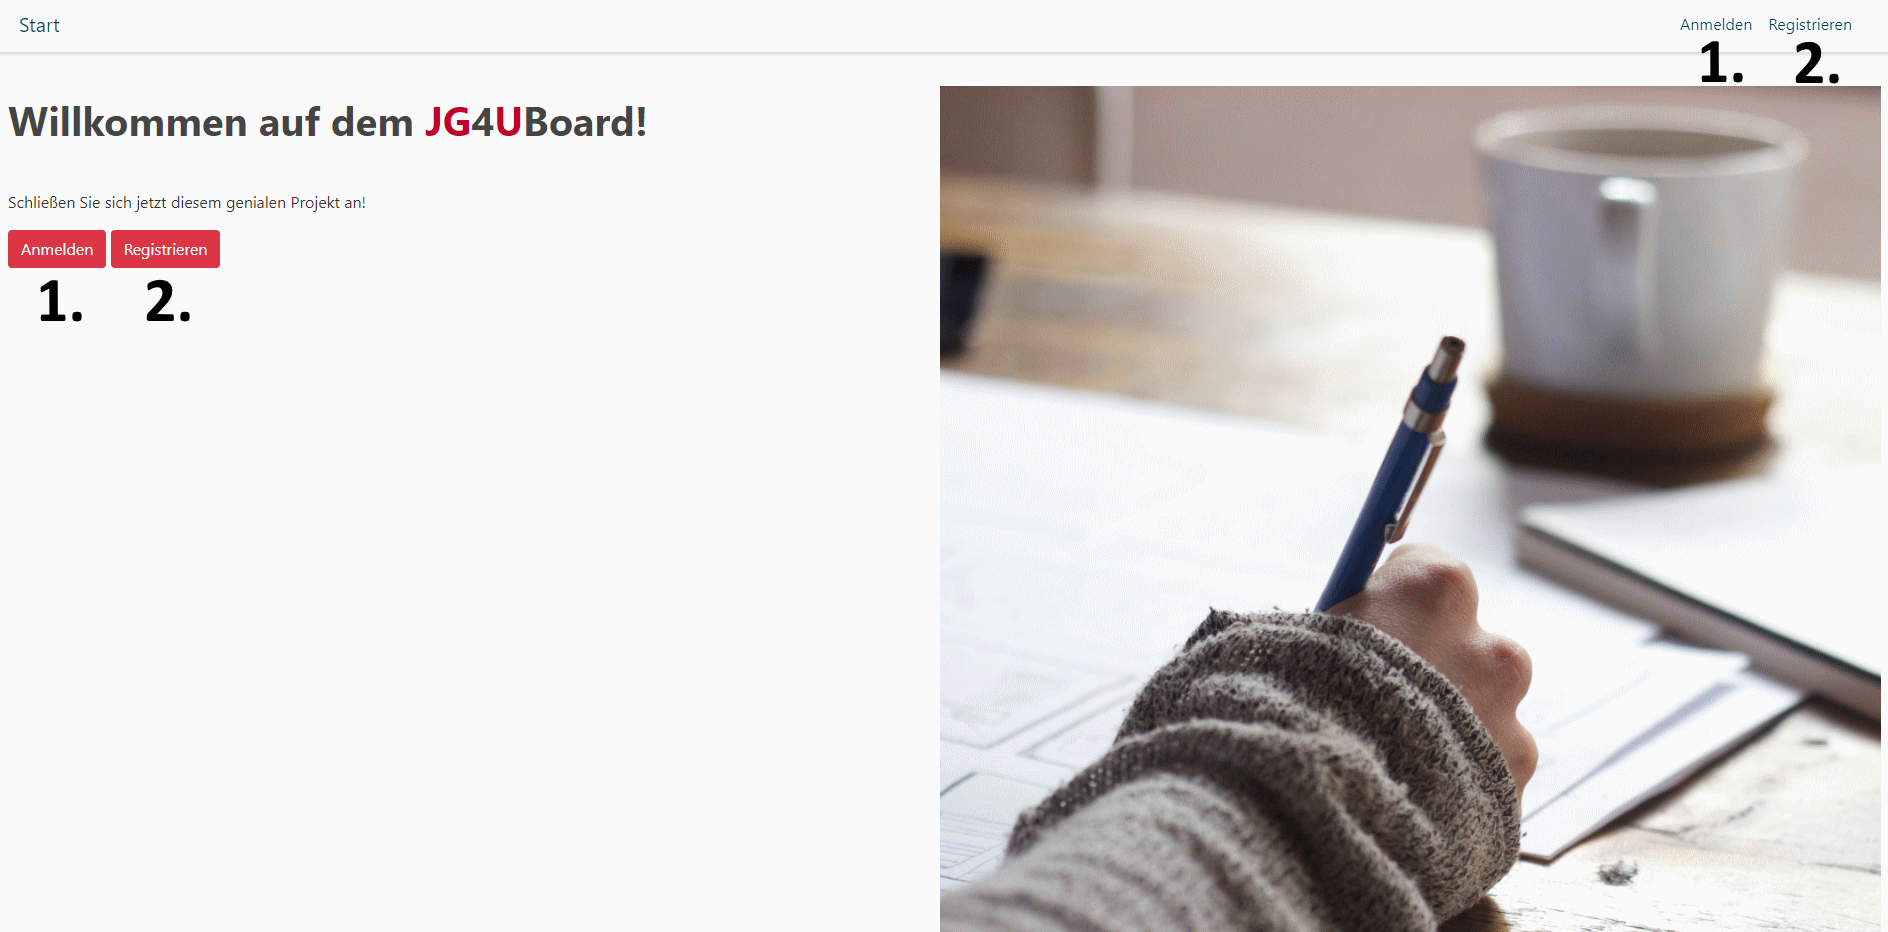 Start Anmelden Registrieren
1. 2.
Willkommen auf dem JG4UBoard!
Schließen Sie sich jetzt diesem genialen Projekt an!
Anmelden Registrieren
1. 2.